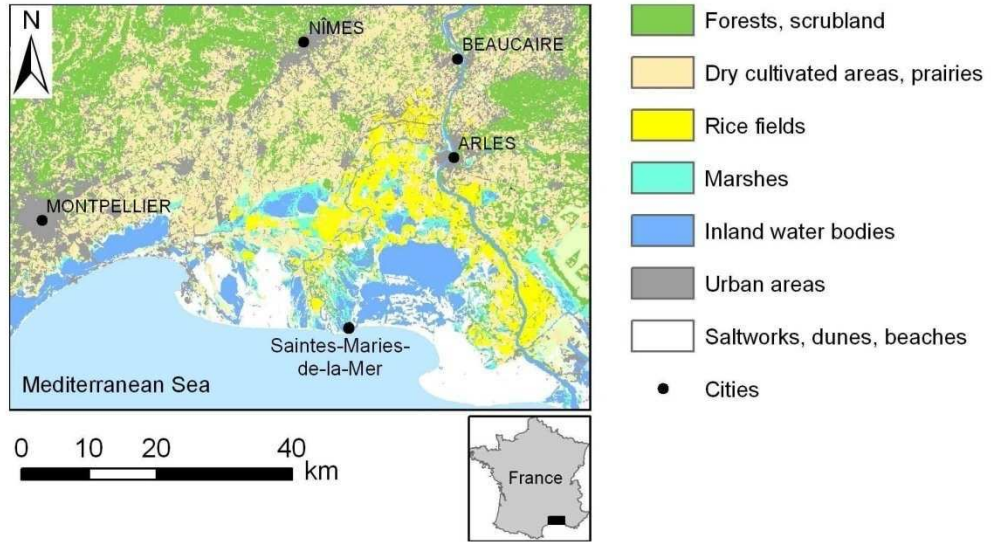 N
NÎMES
BEAUCAIRE
ARLES
MONTPELLIER
Saintes-Maries-
de-la-Mer
Mediterranean Sea
0 10 20 40
km
France
Forests, scrubland
Dry cultivated areas, prairies
Rice fields
Marshes
Inland water bodies
Urban areas
Saltworks, dunes, beaches
Cities